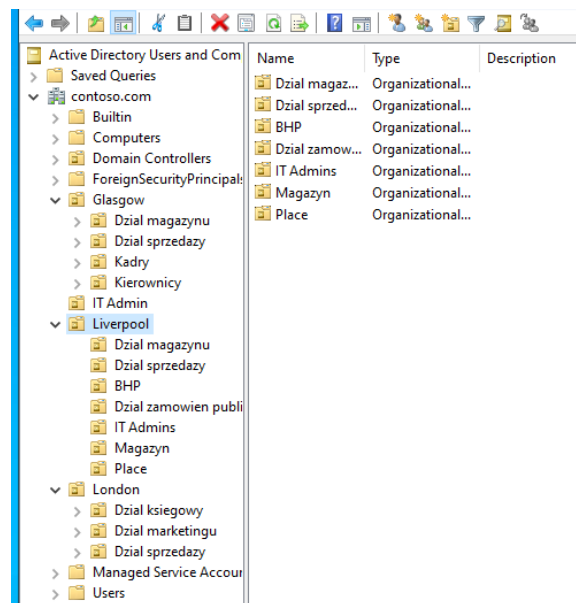 Active Directory Users and Com
Saved Queries
contoso.com
Builtin
Computers
Domain Controllers
ForeignSecurityPrincipals
Glasgow
Dzial magazynu
Dzial sprzedazy
Kadry
Kierownicy
IT Admin
Liverpool
Dzial magazynu
Dzial sprzedazy
BHP
Dzial zamowien publi
IT Admins
Magazyn
Place
London
Dzial ksiegowy
Dzial marketingu
Dzial sprzedazy
Managed Service Accour
Users
Name Type Description
Dzial magaz... Organizational...
Dzial sprzed... Organizational...
BHP Organizational...
Dzial zamow... Organizational...
IT Admins Organizational...
Magazyn Organizational...
Place Organizational...